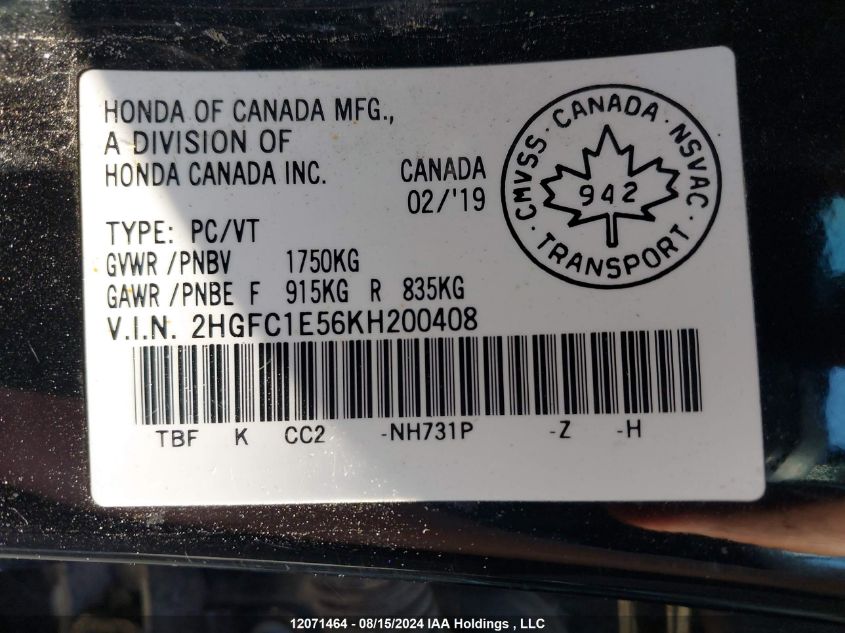 HONDA OF CANADA MFG.,
A DIVISION OF
HONDA CANADA INC.
CANADA
02/'19
TYPE: PC/VT
GVWR/PNBV 1750KG
GAWR/PNBE F 915KG R 835KG
V.I.N. 2HGFC1E56KH200408
TBF K CC2 -NH731P -Z -H
CMVSS · CANADA · NSVAC ·
942
TRANSPORT ·
12071464 - 08/15/2024 IAA Holdings , LLC